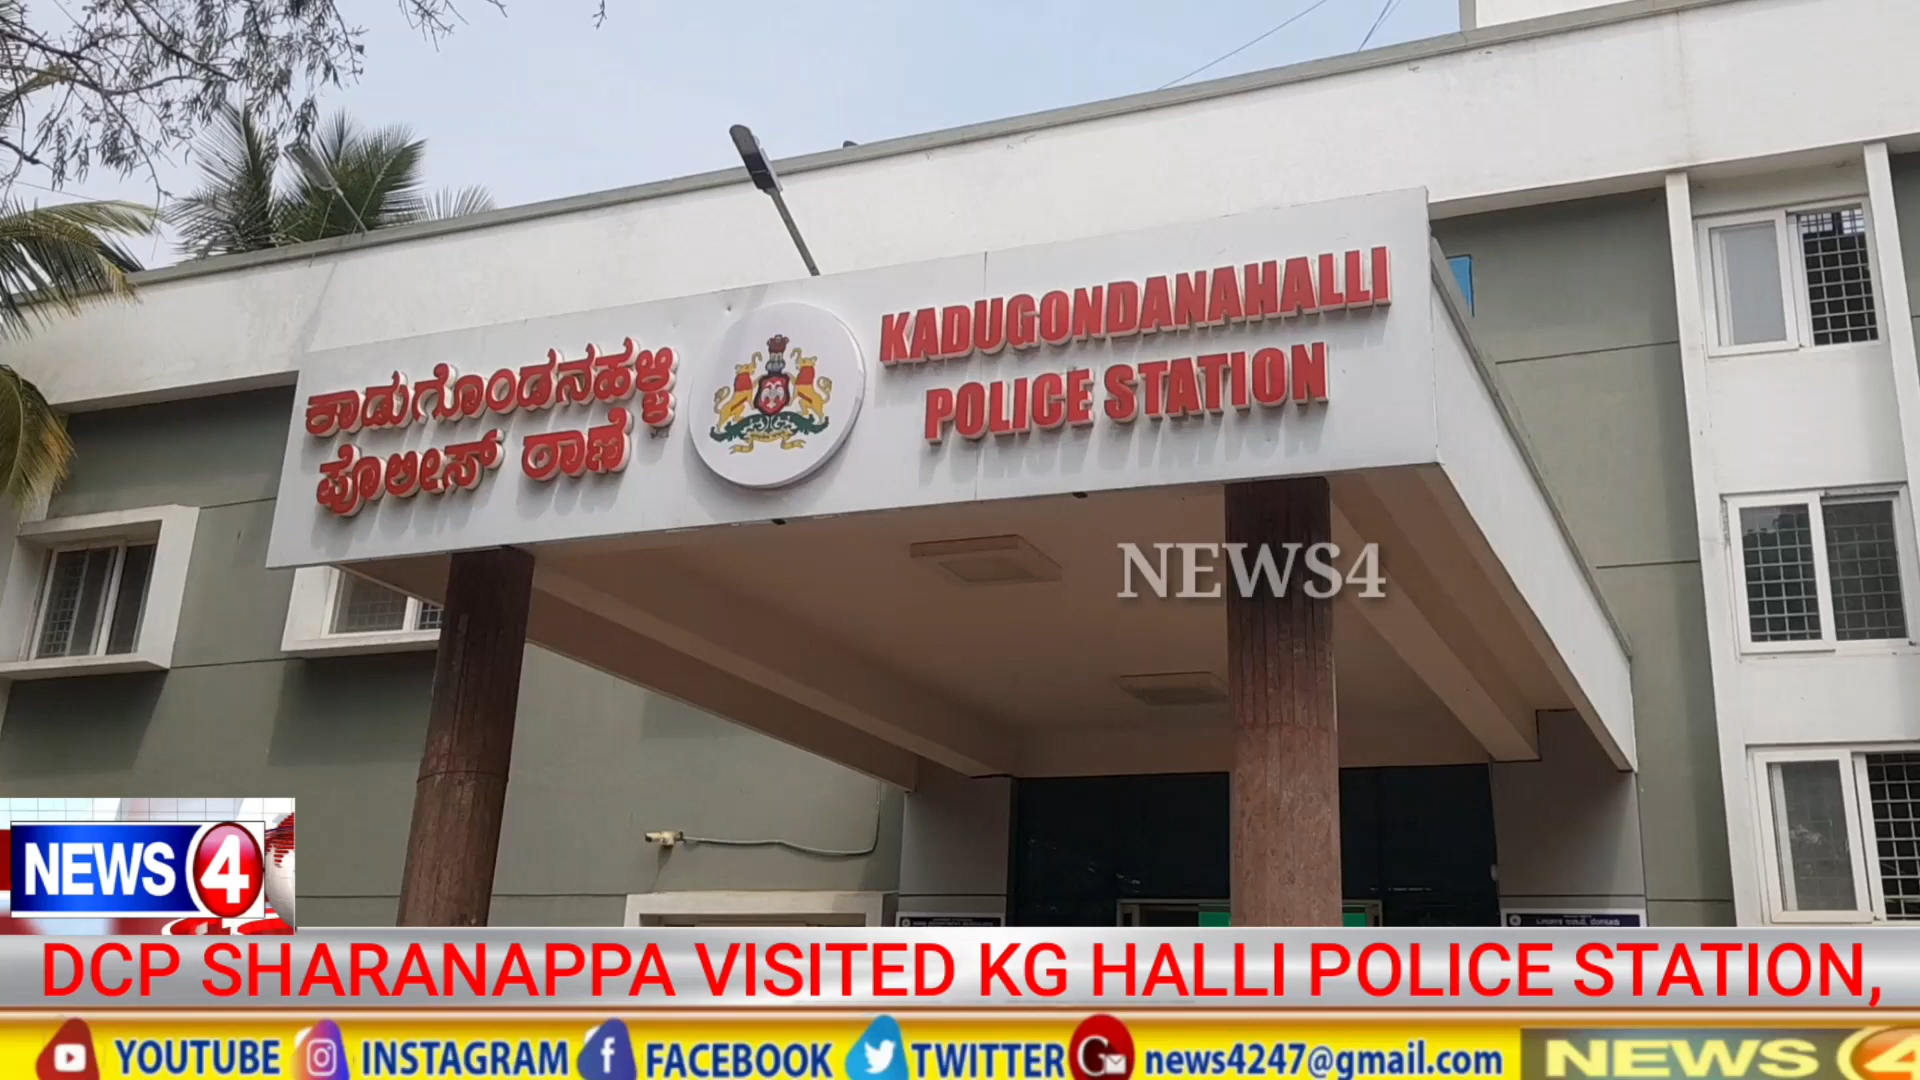 ಕಾಡುಗೊಂಡನಹಳ್ಳಿ
ಪೊಲೀಸ್ ಠಾಣೆ
KADUGONDANAHALLI
POLICE STATION
NEWS4
NEWS 4
DCP SHARANAPPA VISITED KG HALLI POLICE STATION,
YOUTUBE INSTAGRAM FACEBOOK TWITTER news4247@gmail.com NEWS 4